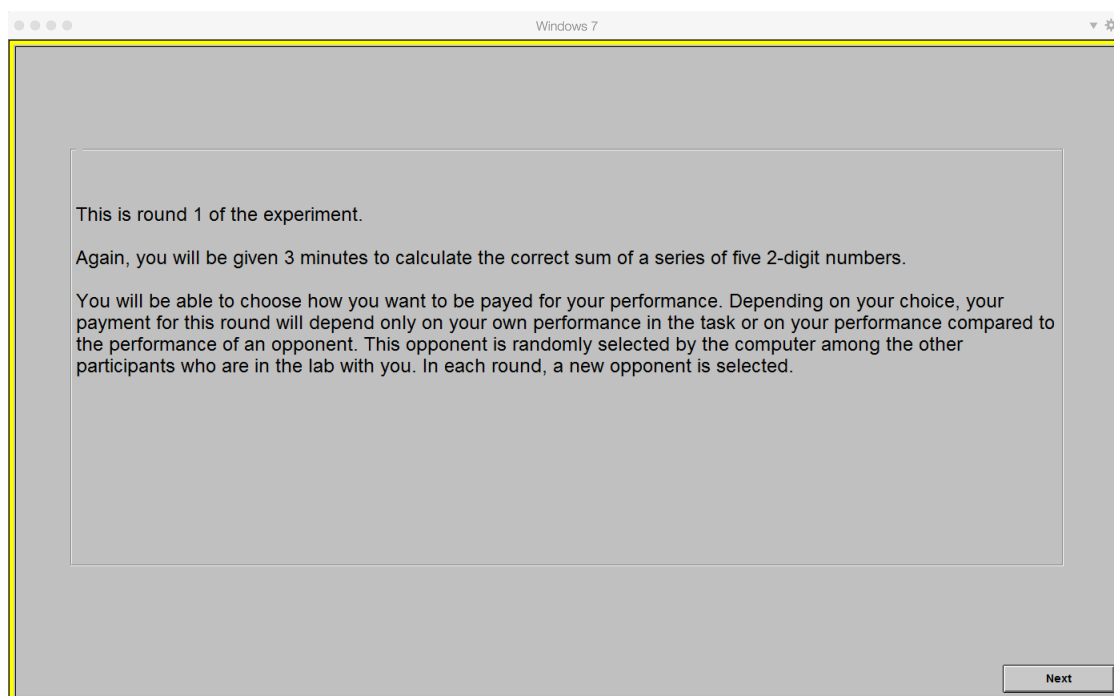 Windows 7
This is round 1 of the experiment.
Again, you will be given 3 minutes to calculate the correct sum of a series of five 2-digit numbers.
You will be able to choose how you want to be payed for your performance. Depending on your choice, your
payment for this round will depend only on your own performance in the task or on your performance compared to
the performance of an opponent. This opponent is randomly selected by the computer among the other
participants who are in the lab with you. In each round, a new opponent is selected.
Next